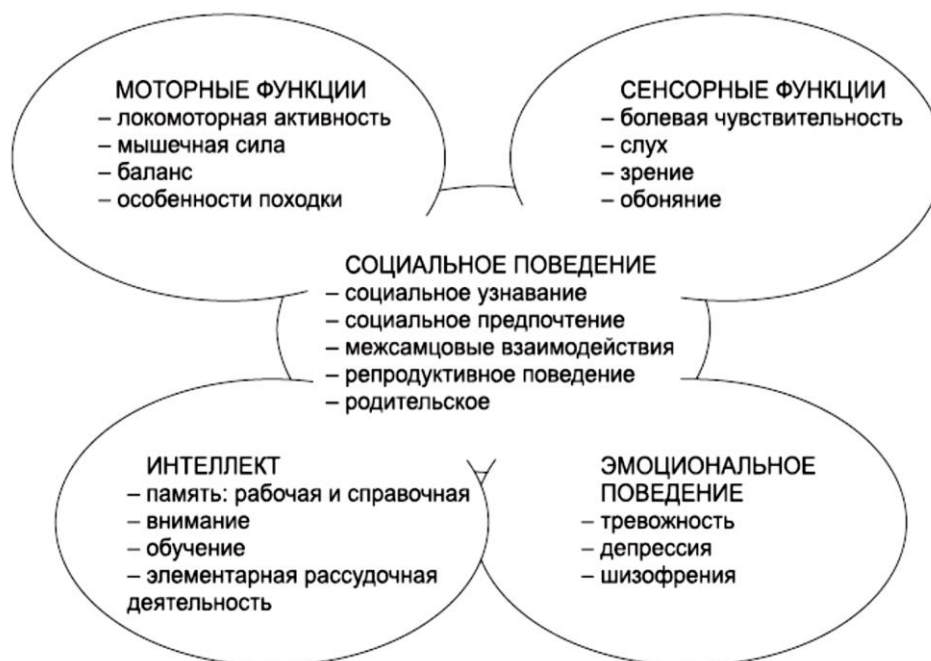 МОТОРНЫЕ ФУНКЦИИ
– локомоторная активность
– мышечная сила
– баланс
– особенности походки
СЕНСОРНЫЕ ФУНКЦИИ
– болевая чувствительность
– слух
– зрение
– обоняние
СОЦИАЛЬНОЕ ПОВЕДЕНИЕ
– социальное узнавание
– социальное предпочтение
– межсамцовые взаимодействия
– репродуктивное поведение
– родительское
ИНТЕЛЛЕКТ
– память: рабочая и справочная
– внимание
– обучение
– элементарная рассудочная
деятельность
ЭМОЦИОНАЛЬНОЕ
ПОВЕДЕНИЕ
– тревожность
– депрессия
– шизофрения